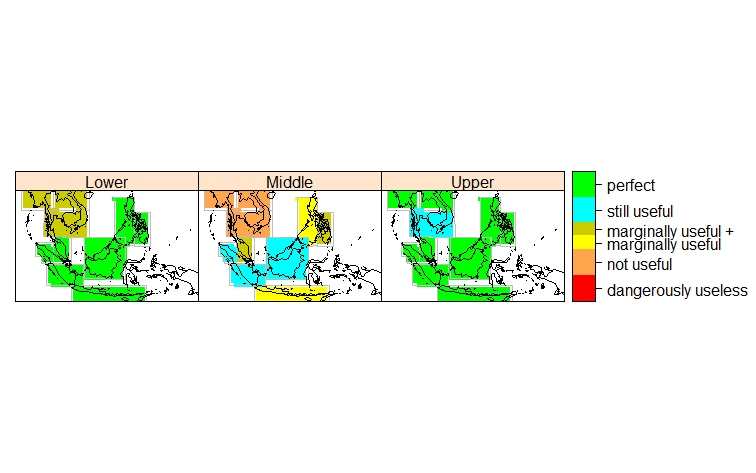 Lower
Middle
Upper
perfect
still useful
marginally useful +
marginally useful
not useful
dangerously useless